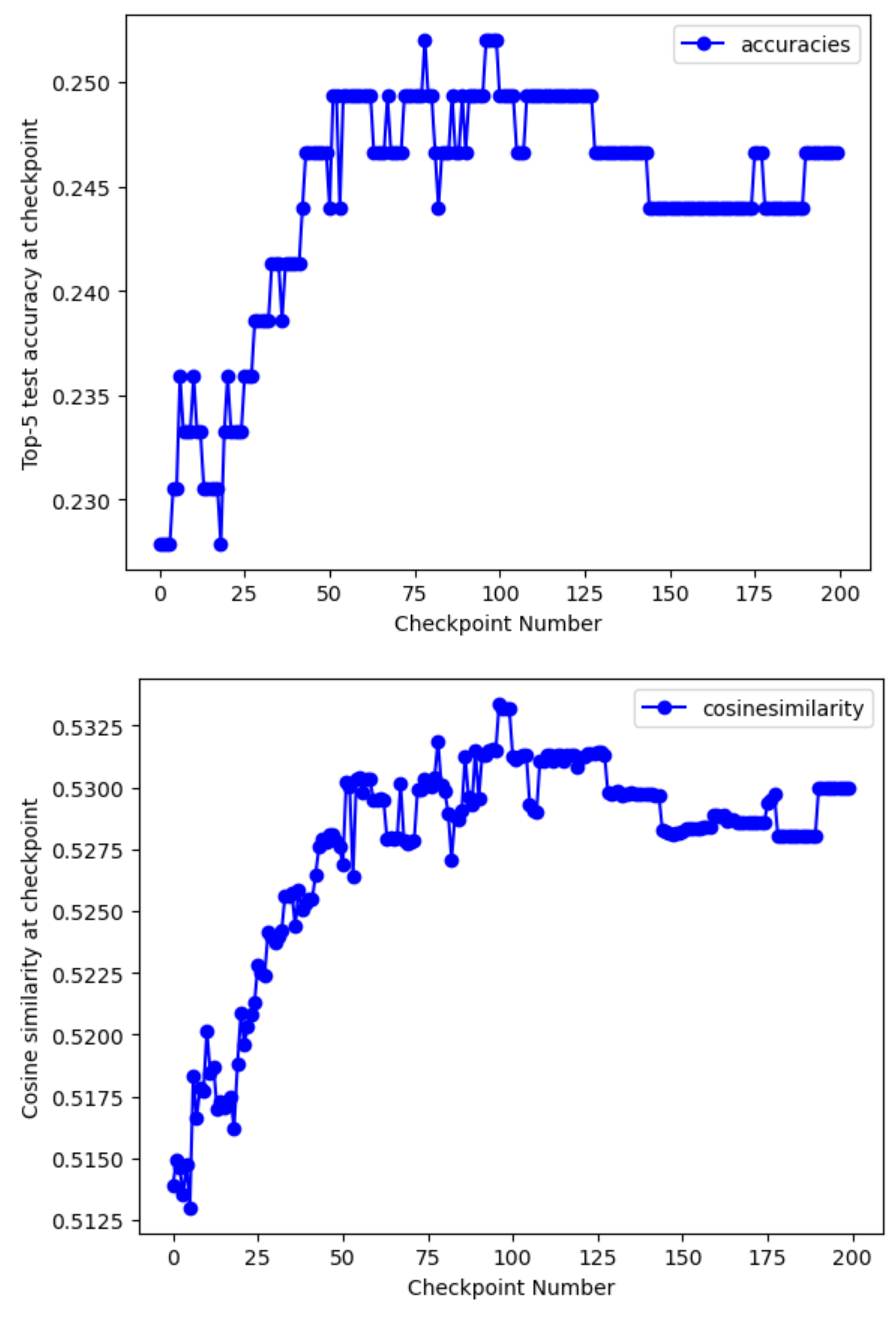 accuracies
0.250
0.245
0.240
0.235
0.230
Top-5 test accuracy at checkpoint
0 25 50 75 100 125 150 175 200
Checkpoint Number
cosinesimilarity
0.5325
0.5300
0.5275
0.5250
0.5225
0.5200
0.5175
0.5150
0.5125
Cosine similarity at checkpoint
0 25 50 75 100 125 150 175 200
Checkpoint Number